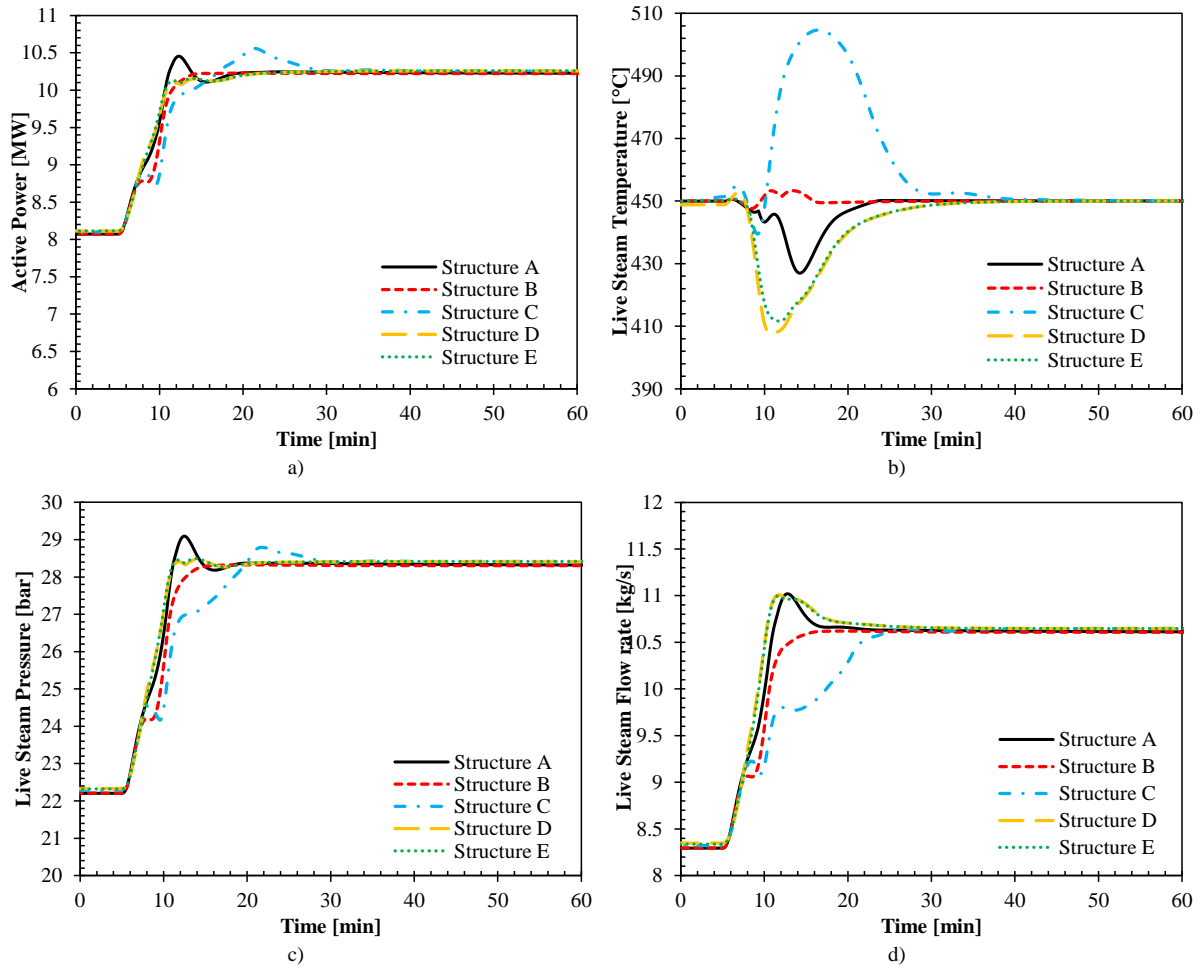 11
10.5
10
9.5
9
8.5
8
7.5
7
6.5
6
Active Power [MW]
Structure A
Structure B
Structure C
Structure D
Structure E
0 10 20 30 40 50 60
Time [min]
a)
510
490
470
450
430
410
390
Live Steam Temperature [°C]
Structure A
Structure B
Structure C
Structure D
Structure E
0 10 20 30 40 50 60
Time [min]
b)
30
29
28
27
26
25
24
23
22
21
20
Live Steam Pressure [bar]
Structure A
Structure B
Structure C
Structure D
Structure E
0 10 20 30 40 50 60
Time [min]
c)
12
11.5
11
10.5
10
9.5
9
8.5
8
Live Steam Flow rate [kg/s]
Structure A
Structure B
Structure C
Structure D
Structure E
0 10 20 30 40 50 60
Time [min]
d)